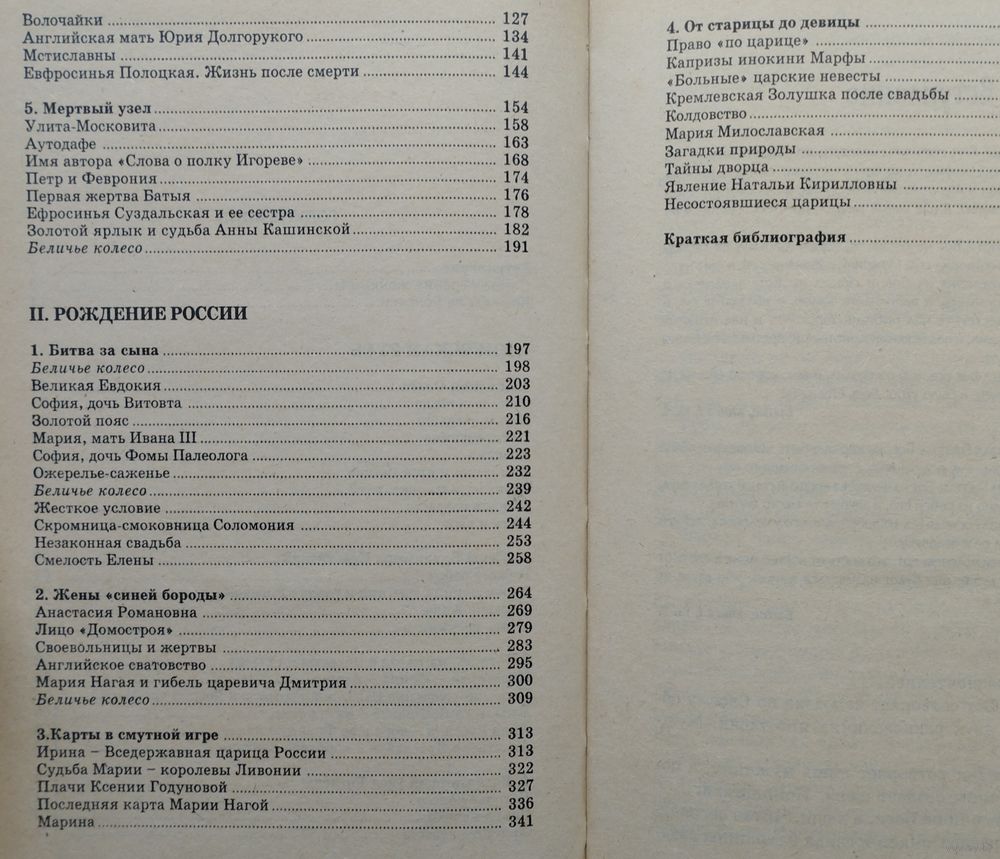 Волочайки 127
Английская мать Юрия Долгорукого 134
Мстиславны 141
Евфросинья Полоцкая. Жизнь после смерти 144
5. Мертвый узел 154
Улита-Московита 158
Аутодафе 163
Имя автора «Слова о полку Игореве» 168
Петр и Феврония 174
Первая жертва Батыя 176
Ефросинья Суздальская и ее сестра 178
Золотой ярлык и судьба Анны Кашинской 182
Беличье колесо 191
II. РОЖДЕНИЕ РОССИИ
1. Битва за сына 197
Беличье колесо 198
Великая Евдокия 203
София, дочь Витовта 210
Золотой пояс 216
Мария, мать Ивана III 221
София, дочь Фомы Палеолога 223
Ожерелье-саженье 232
Беличье колесо 239
Жесткое условие 242
Скромница-смоковница Соломония 244
Незаконная свадьба 253
Смелость Елены 258
2. Жены «синей бороды» 264
Анастасия Романовна 269
Лицо «Домостроя» 279
Своевольницы и жертвы 283
Английское сватовство 295
Мария Нагая и гибель царевича Дмитрия 300
Беличье колесо 309
3.Карты в смутной игре 313
Ирина – Вседержавная царица России 313
Судьба Марии – королевы Ливонии 322
Плачи Ксении Годуновой 327
Последняя карта Марии Нагой 336
Марина 341
4. От старицы до девицы
Право «по царице»
Капризы инокини Марфы
«Больные» царские невесты
Кремлевская Золушка после свадьбы
Колдовство
Мария Милославская
Загадки природы
Тайны дворца
Явление Натальи Кирилловны
Несостоявшиеся царицы
Краткая библиография